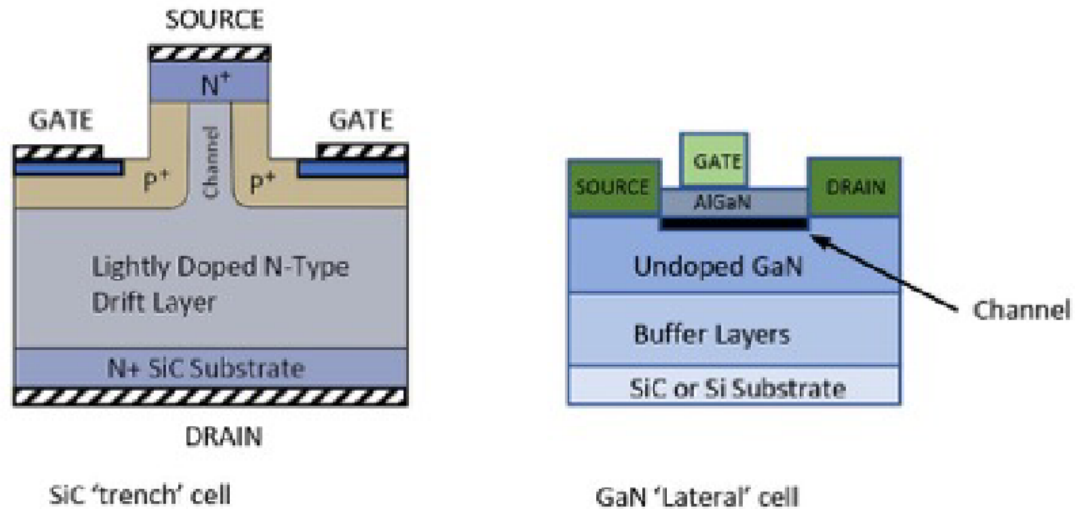 SOURCE
N+
GATE
GATE
P+
Channel
P+
Lightly Doped N-Type
Drift Layer
N+ SiC Substrate
DRAIN
SiC ‘trench’ cell
SOURCE
GATE
DRAIN
AlGaN
Undoped GaN
Channel
Buffer Layers
SiC or Si Substrate
GaN ‘Lateral’ cell